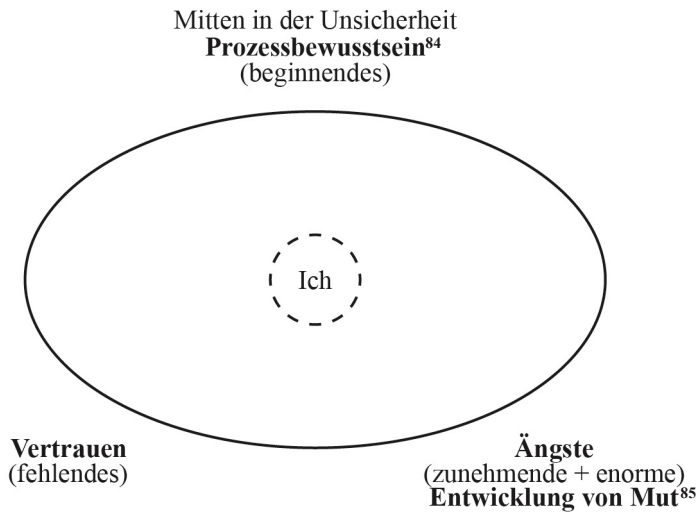 Mitten in der Unsicherheit
Prozessbewusstsein⁸⁴
(beginnendes)
Ich
Vertrauen
(fehlendes)
Ängste
(zunehmende + enorme)
Entwicklung von Mut⁸⁵